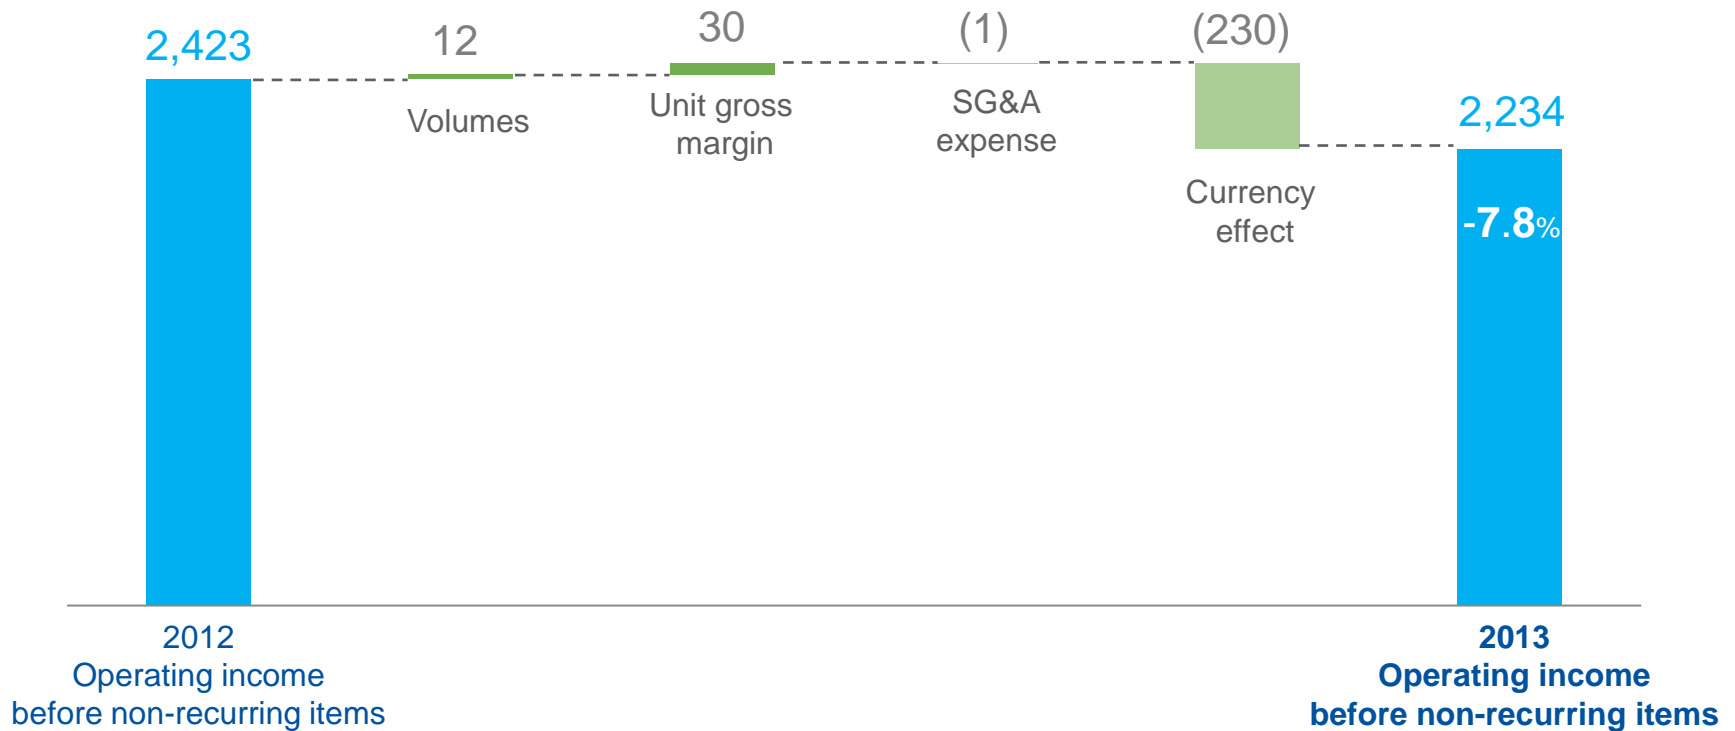 2,423
12
30
(1)
(230)
2,234
Volumes
Unit gross
margin
SG&A
expense
Currency
effect
-7.8%
2012
Operating income
before non-recurring items
2013
Operating income
before non-recurring items